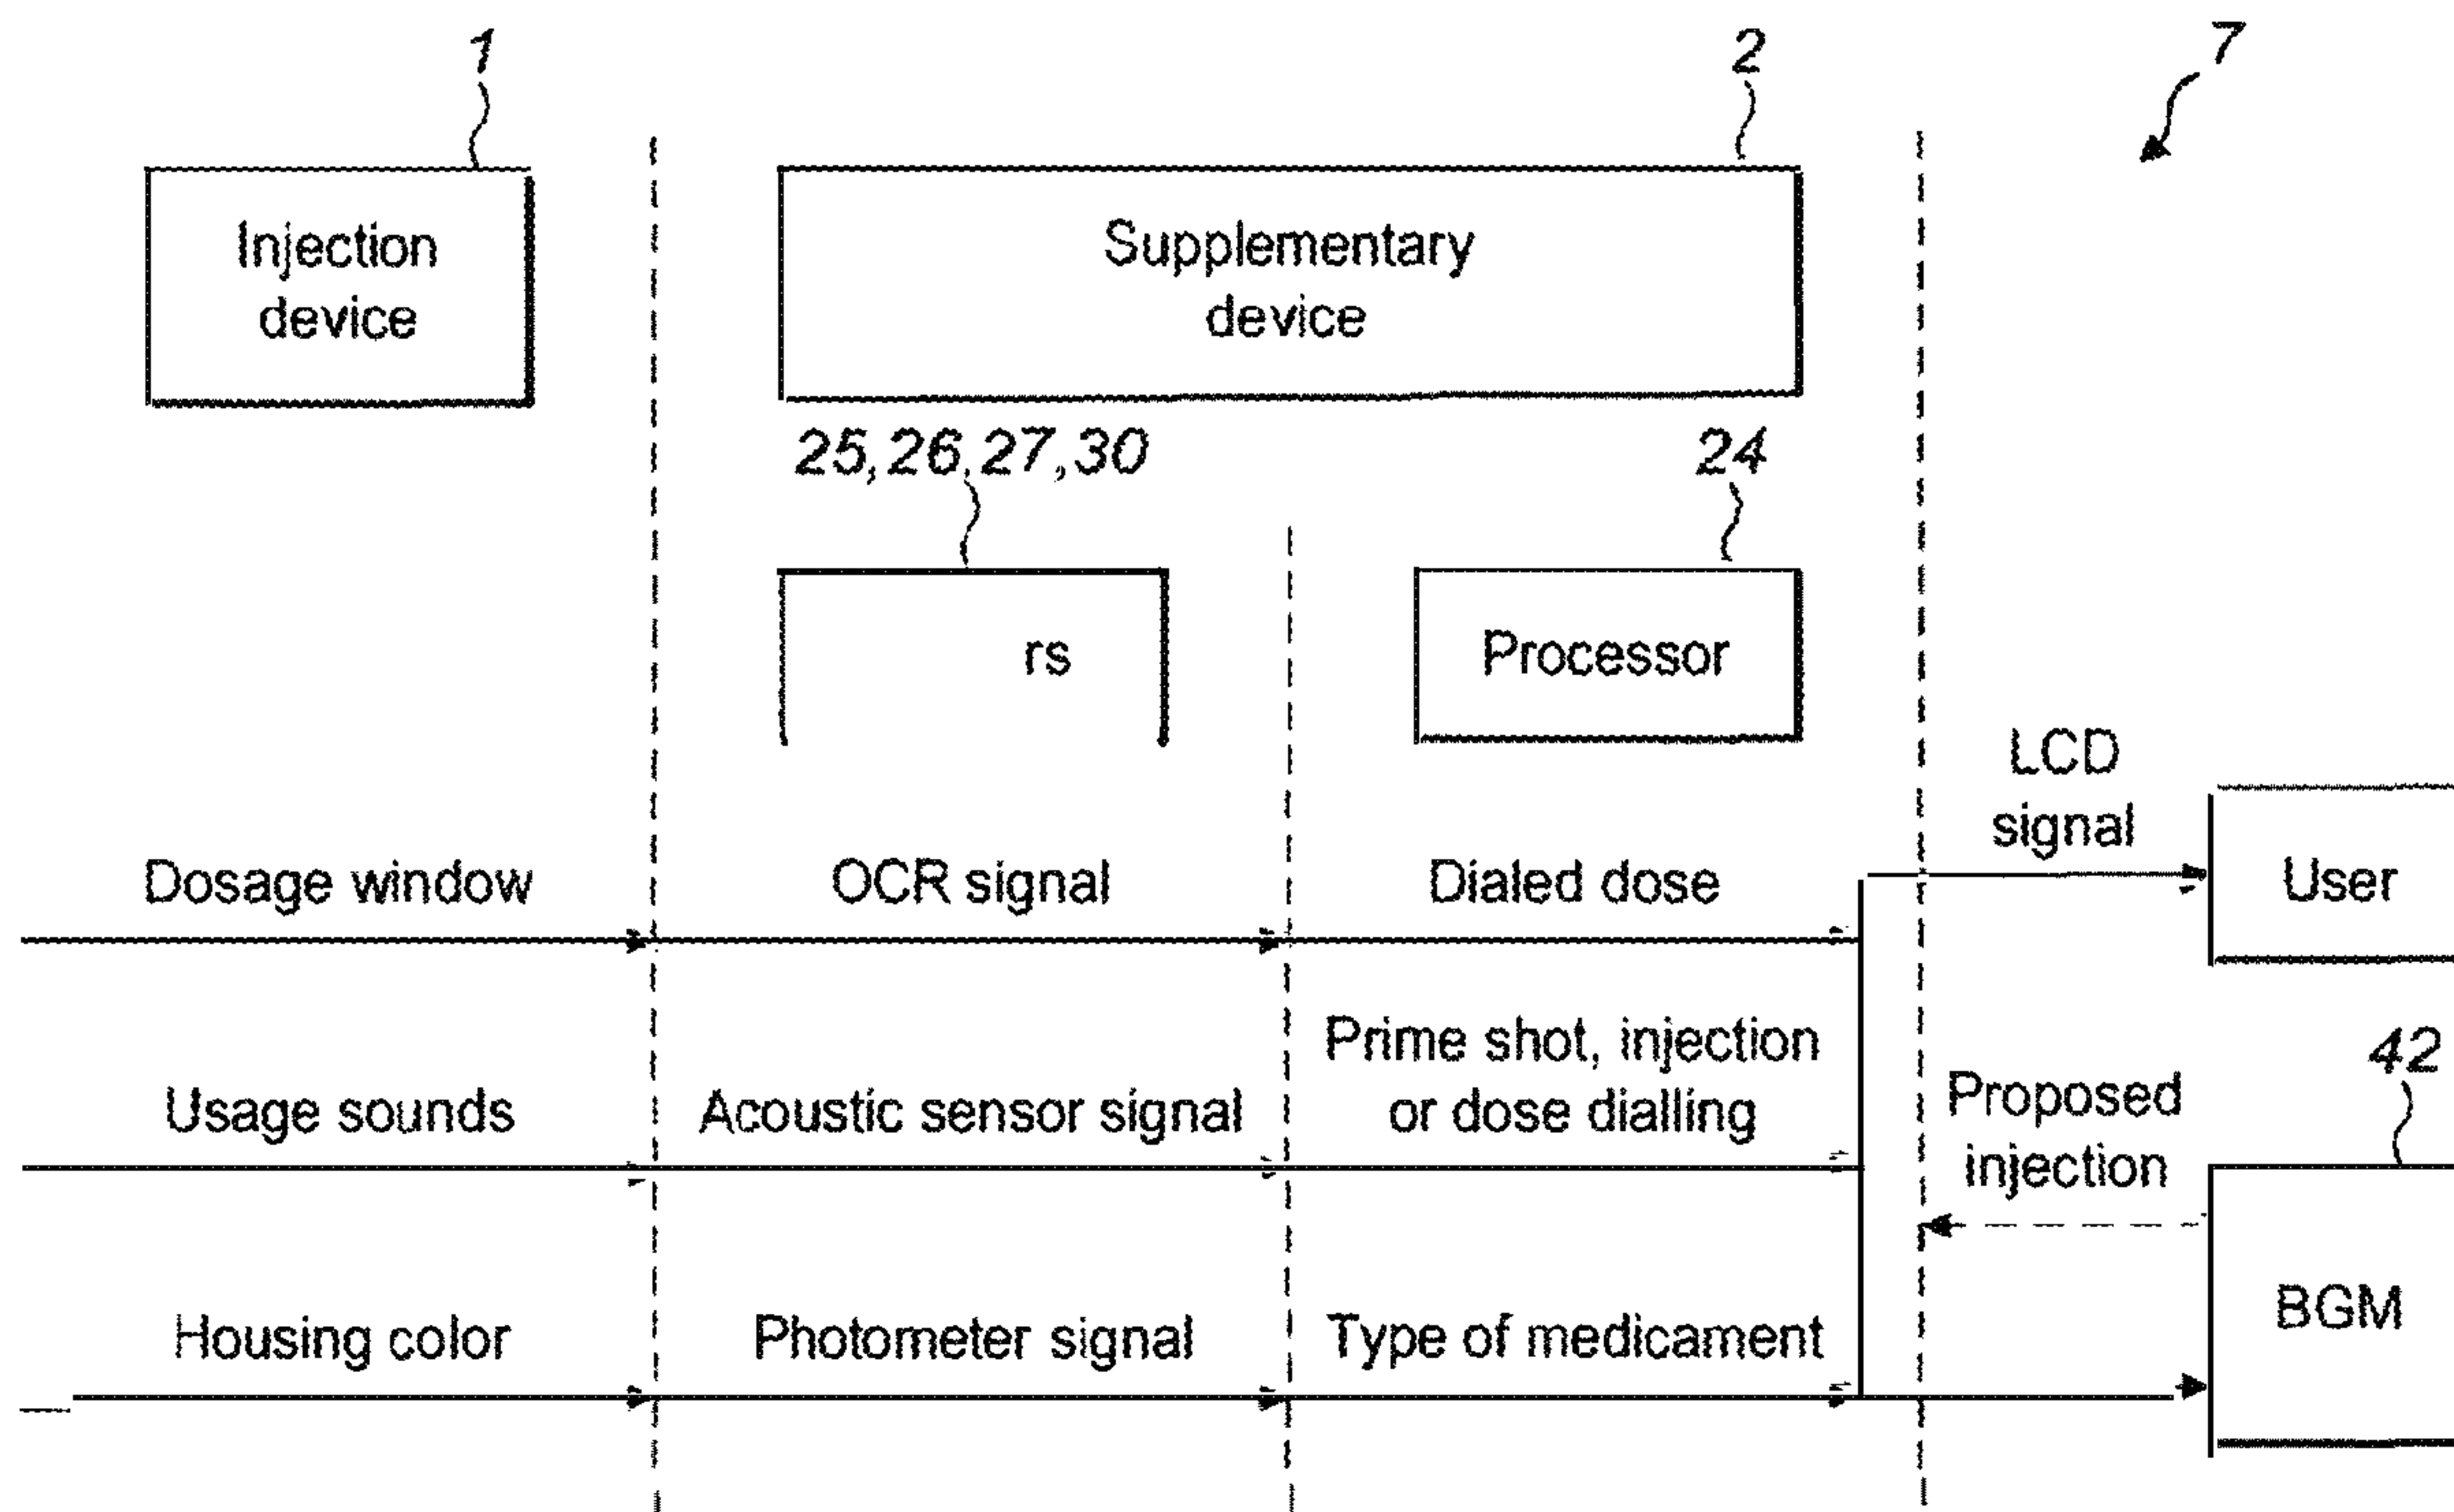 1
2
7
Injection
device
Supplementary
device
25, 26, 27, 30
24
rs
Processor
LCD
signal
User
Dosage window
OCR signal
Dialed dose
Prime shot, injection
or dose dialling
Usage sounds
Acoustic sensor signal
Proposed
injection
42
BGM
Housing color
Photometer signal
Type of medicament